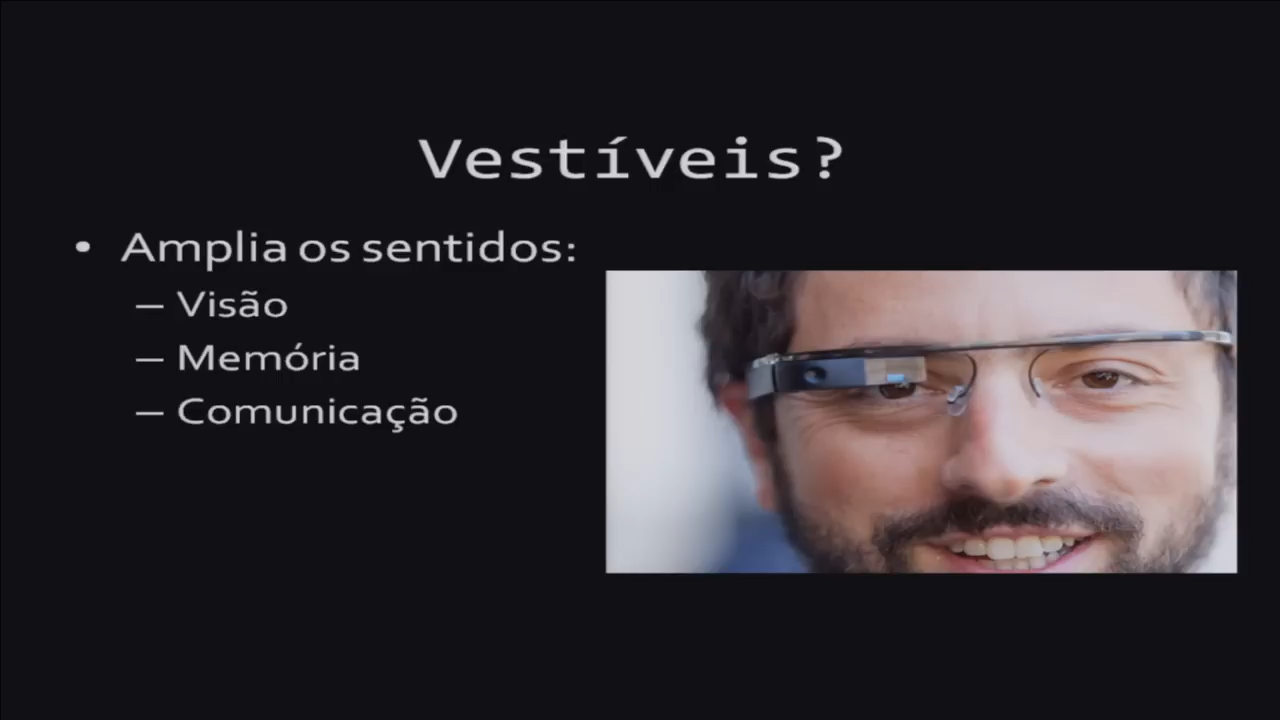 Vestíveis?
• Amplia os sentidos:
– Visão
– Memória
– Comunicação